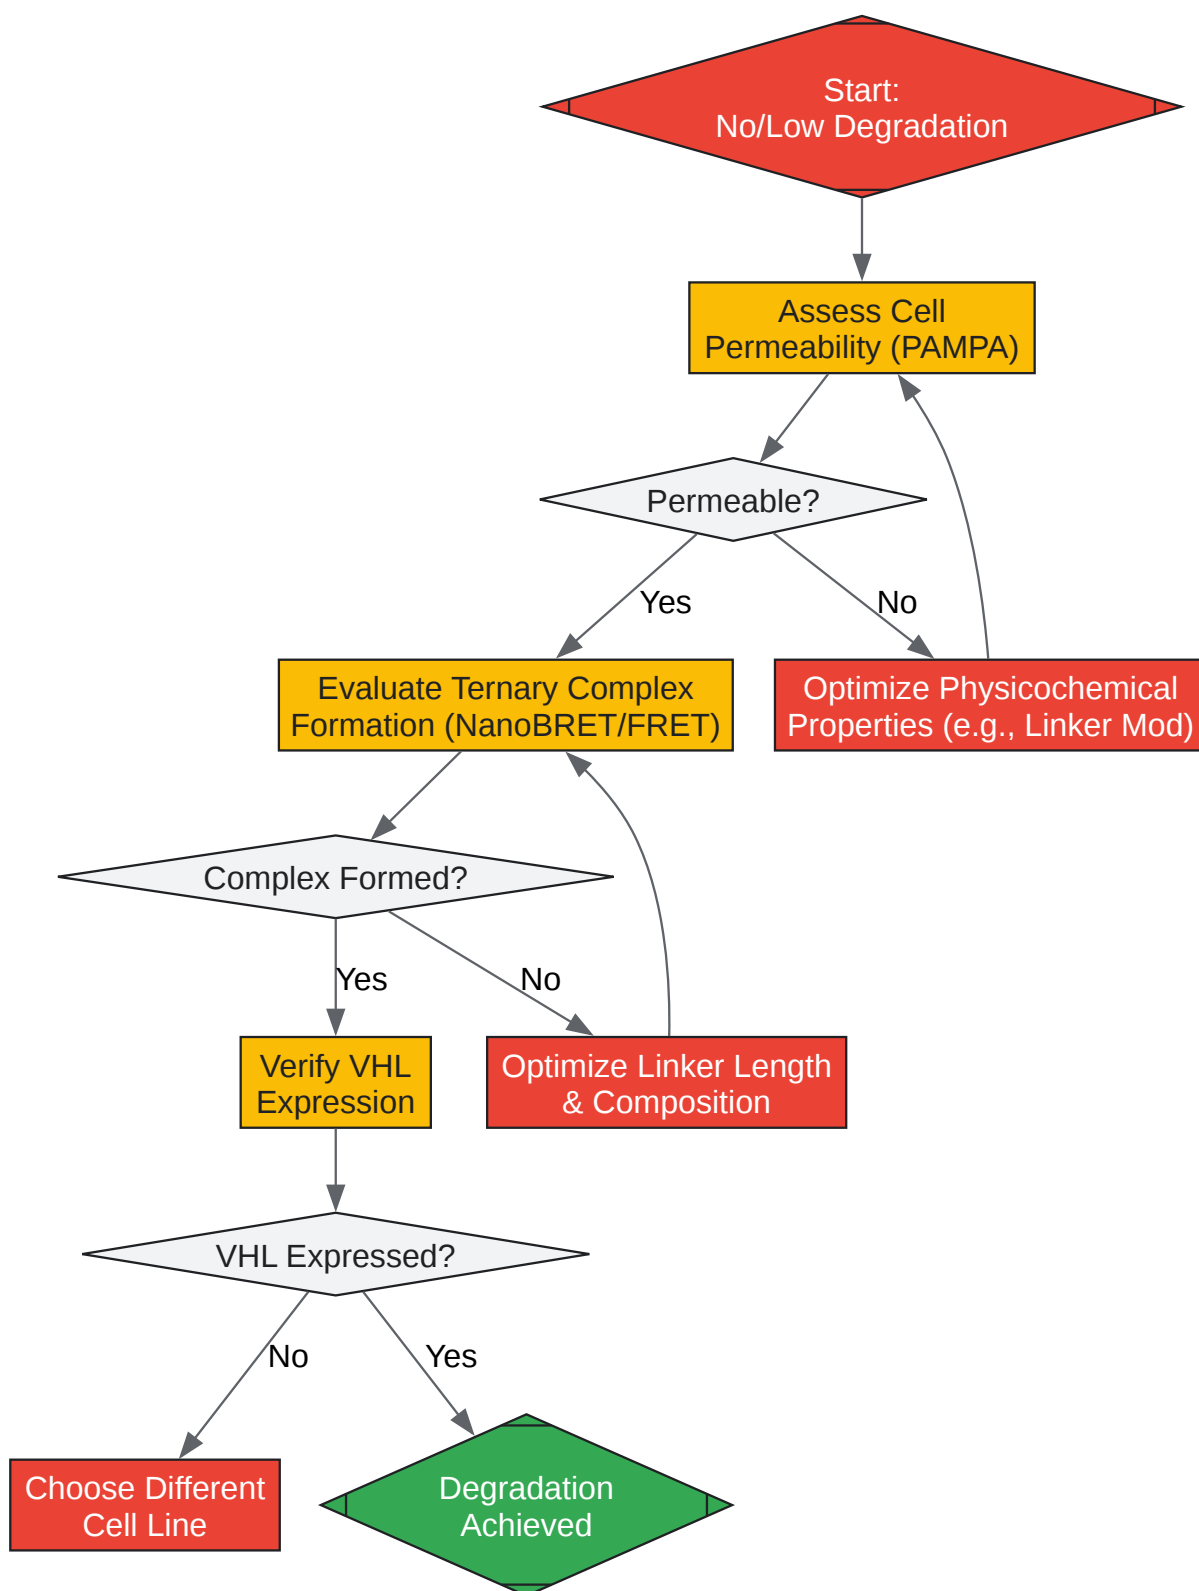 Start:
No/Low Degradation
Assess Cell
Permeability (PAMPA)
Permeable?
Yes
No
Evaluate Ternary Complex
Formation (NanoBRET/FRET)
Optimize Physicochemical
Properties (e.g., Linker Mod)
Complex Formed?
Yes
No
Verify VHL
Expression
Optimize Linker Length
& Composition
VHL Expressed?
No
Yes
Choose Different
Cell Line
Degradation
Achieved